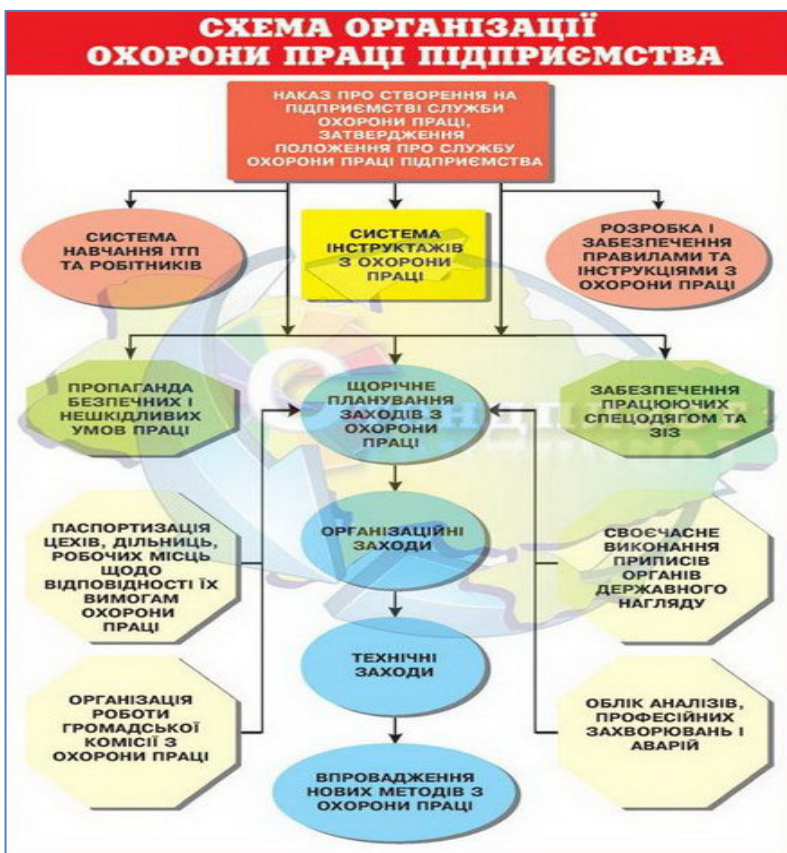 СХЕМА ОРГАНІЗАЦІЇ
ОХОРОНИ ПРАЦІ ПІДПРИЄМСТВА
НАКАЗ ПРО СТВОРЕННЯ НА
ПІДПРИЄМСТВІ СЛУЖБИ
ОХОРОНИ ПРАЦІ,
ЗАТВЕРДЖЕННЯ
ПОЛОЖЕННЯ ПРО СЛУЖБУ
ОХОРОНИ ПРАЦІ ПІДПРИЄМСТВА
СИСТЕМА
НАВЧАННЯ ІТП
ТА РОБІТНИКІВ
СИСТЕМА
ІНСТРУКТАЖІВ
З ОХОРОНИ
ПРАЦІ
РОЗРОБКА І
ЗАБЕЗПЕЧЕННЯ
ПРАВИЛАМИ ТА
ІНСТРУКЦІЯМИ З
ОХОРОНИ ПРАЦІ
ПРОПАГАНДА
БЕЗПЕЧНИХ І
НЕШКІДЛИВИХ
УМОВ ПРАЦІ
ЩОРІЧНЕ
ПЛАНУВАННЯ
ЗАХОДІВ З
ОХОРОНИ
ПРАЦІ
ЗАБЕЗПЕЧЕННЯ
ПРАЦЮЮЧИХ
СПЕЦОДЯГОМ ТА
ЗІЗ
ПАСПОРТИЗАЦІЯ
ЦЕХІВ, ДІЛЬНИЦЬ,
РОБОЧИХ МІСЦЬ
ЩОДО
ВІДПОВІДНОСТІ ЇХ
ВИМОГАМ
ОХОРОНИ
ПРАЦІ
ОРГАНІЗАЦІЙНІ
ЗАХОДИ
СВОЄЧАСНЕ
ВИКОНАННЯ
ПРИПИСІВ
ОРГАНІВ
ДЕРЖАВНОГО
НАГЛЯДУ
ТЕХНІЧНІ
ЗАХОДИ
ОРГАНІЗАЦІЯ
РОБОТИ
ГРОМАДСЬКОЇ
КОМІСІЇ З
ОХОРОНИ ПРАЦІ
ОБЛІК АНАЛІЗІВ,
ПРОФЕСІЙНИХ
ЗАХВОРЮВАНЬ І
АВАРІЙ
ВПРОВАДЖЕННЯ
НОВИХ МЕТОДІВ З
ОХОРОНИ ПРАЦІ